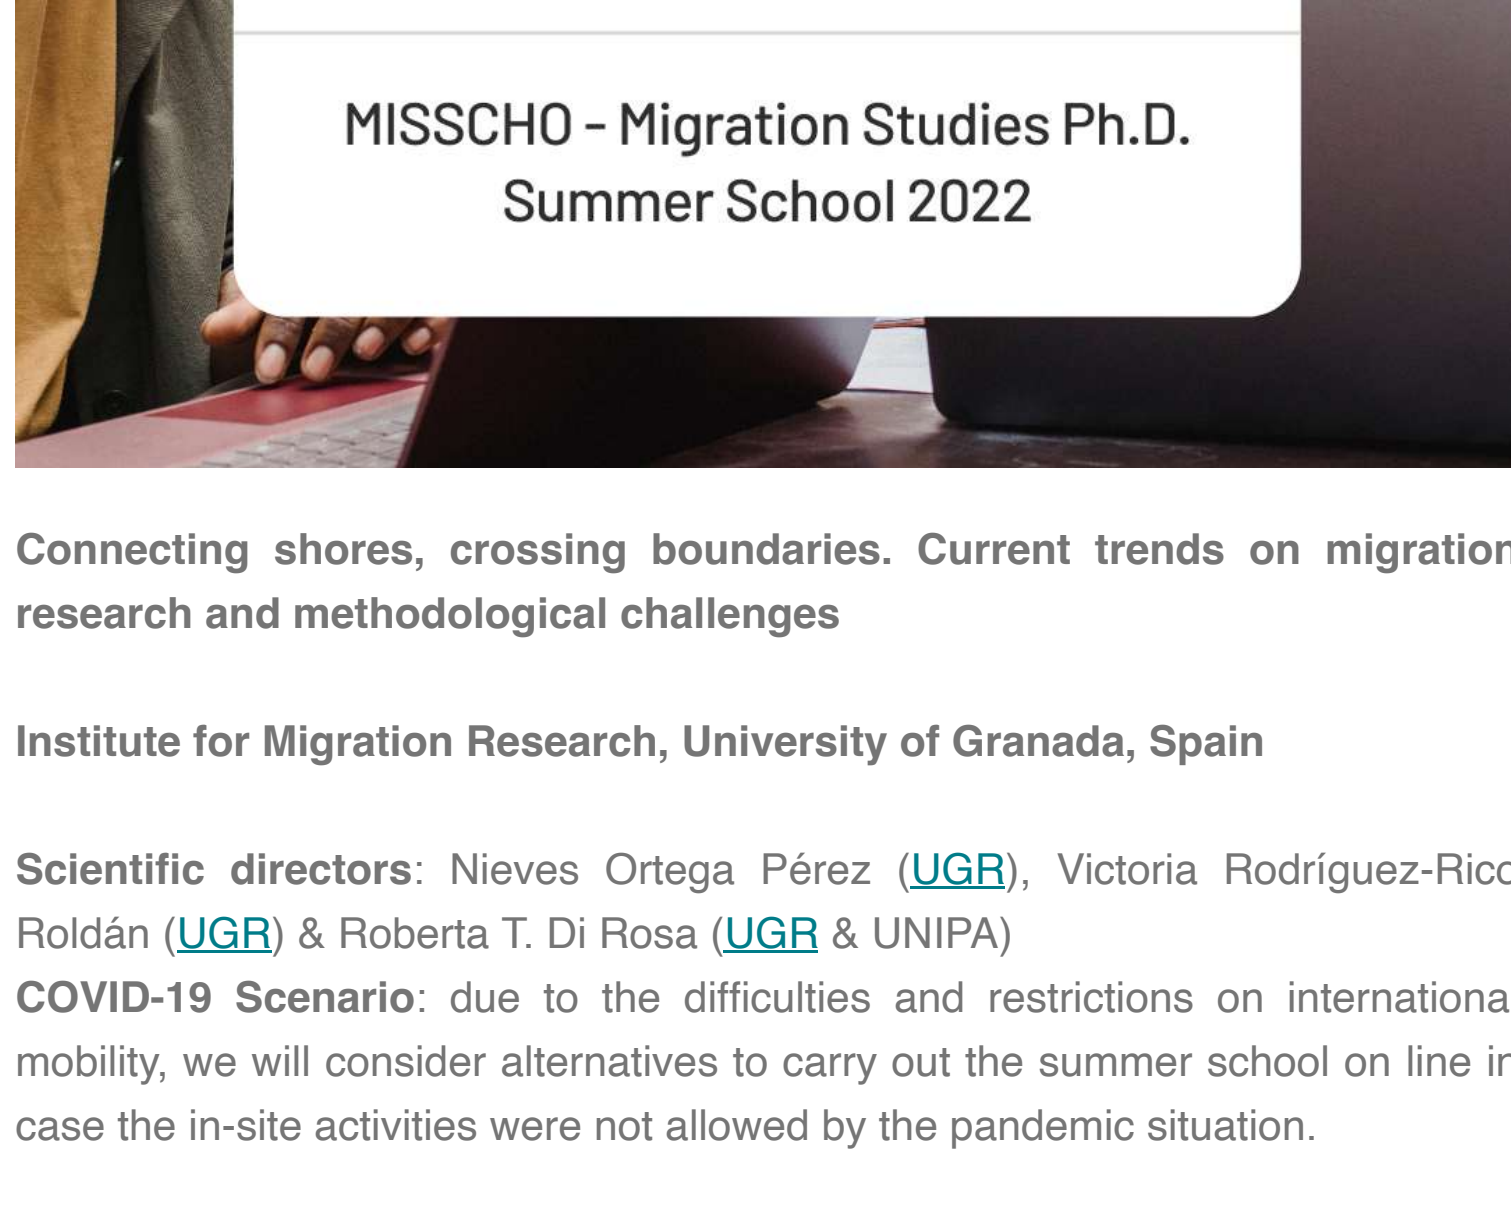 MISSCHO - Migration Studies Ph.D.
Summer School 2022
Connecting shores, crossing boundaries. Current trends on migration
research and methodological challenges
Institute for Migration Research, University of Granada, Spain
Scientific directors: Nieves Ortega Pérez (UGR), Victoria Rodríguez-Rico
Roldán (UGR) & Roberta T. Di Rosa (UGR & UNIPA)
COVID-19 Scenario: due to the difficulties and restrictions on international
mobility, we will consider alternatives to carry out the summer school on line in
case the in-site activities were not allowed by the pandemic situation.